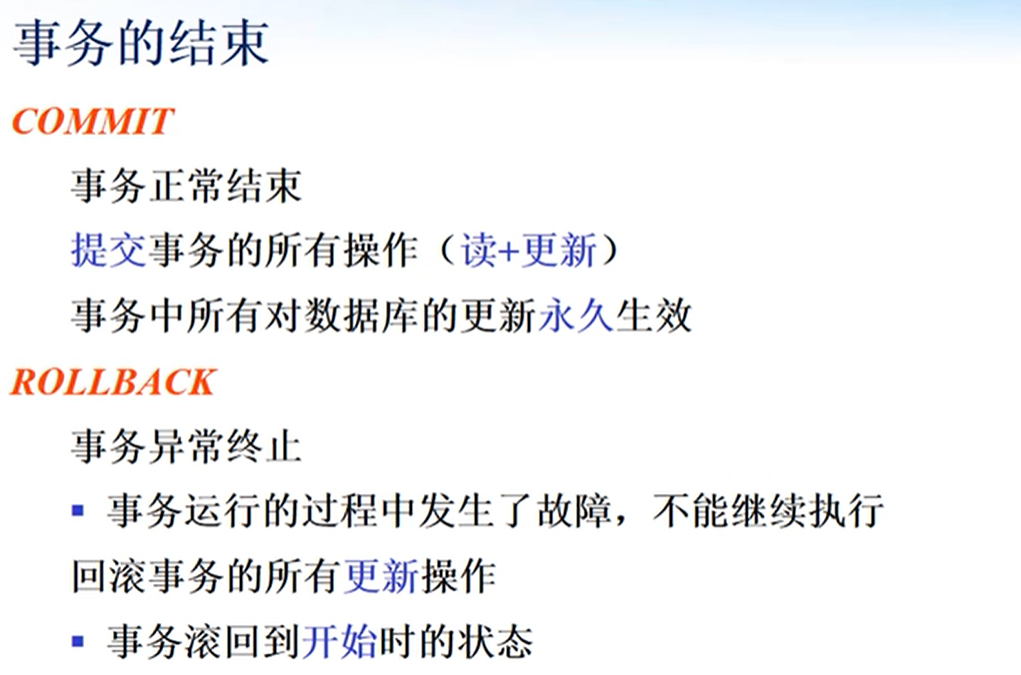 事务的结束
COMMIT
事务正常结束
提交事务的所有操作（读+更新）
事务中所有对数据库的更新永久生效
ROLLBACK
事务异常终止
▪ 事务运行的过程中发生了故障，不能继续执行
回滚事务的所有更新操作
▪ 事务滚回到开始时的状态